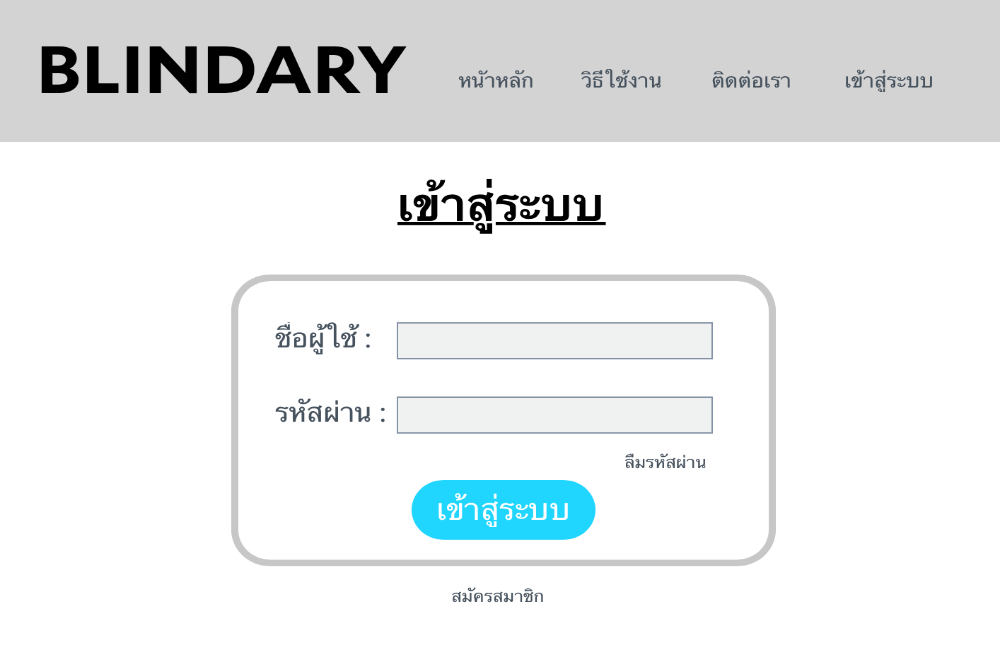 BLINDARY
หน้าหลัก วิธีใช้งาน ติดต่อเรา เข้าสู่ระบบ
เข้าสู่ระบบ
ชื่อผู้ใช้ :
รหัสผ่าน :
ลืมรหัสผ่าน
เข้าสู่ระบบ
สมัครสมาชิก